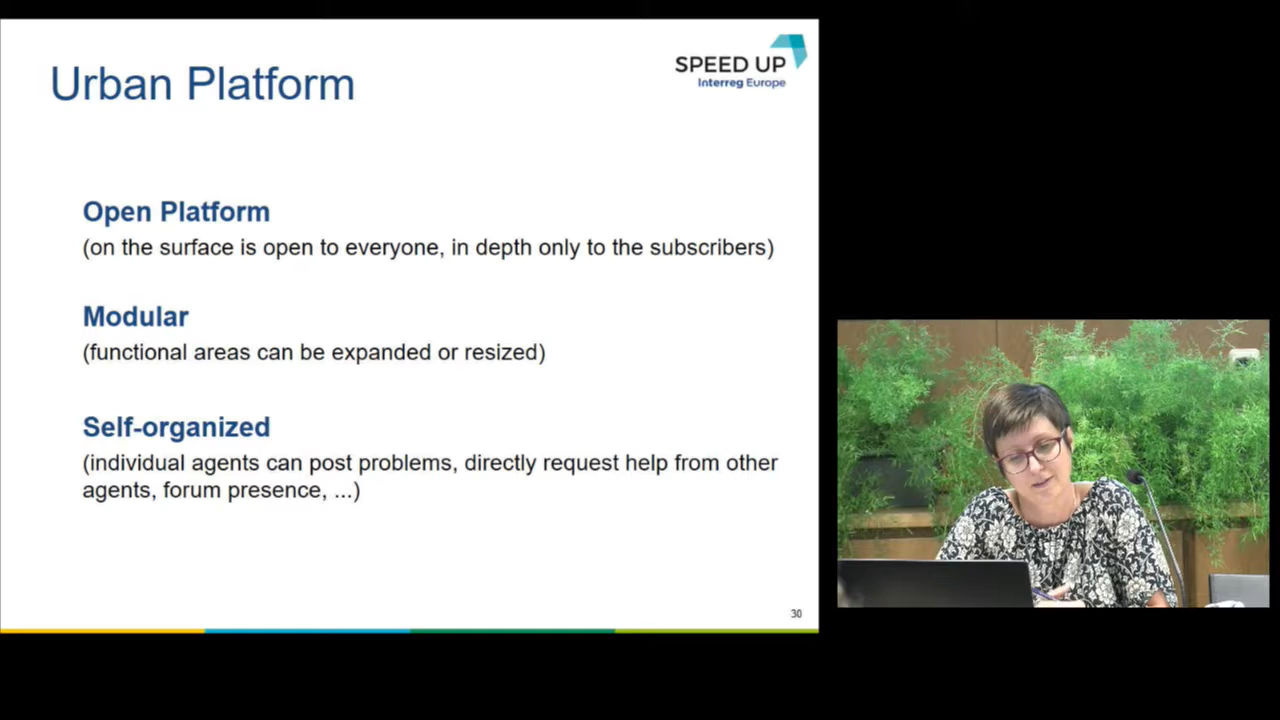 Urban Platform
SPEED UP
Interreg Europe
Open Platform
(on the surface is open to everyone, in depth only to the subscribers)
Modular
(functional areas can be expanded or resized)
Self-organized
(individual agents can post problems, directly request help from other
agents, forum presence, ...)
30